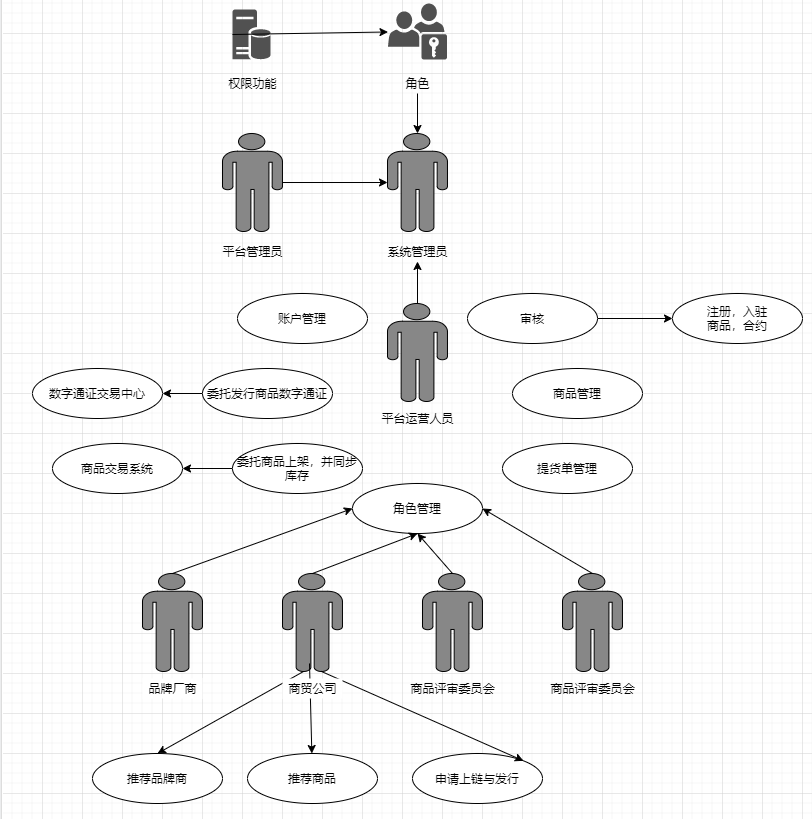 权限功能
角色
平台管理员
系统管理员
账户管理
审核
注册，入驻
商品，合约
数字通证交易中心
委托发行商品数字通证
平台运营人员
商品管理
商品交易系统
委托商品上架，并同步
库存
提货单管理
角色管理
品牌厂商
商贸公司
商品评审委员会
商品评审委员会
推荐品牌商
推荐商品
申请上链与发行